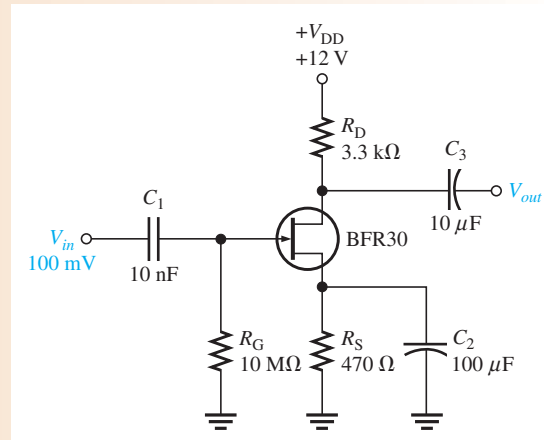 +V_DD
+12 V
R_D
3.3 kΩ
C_3
V_out
10 μF
C_1
V_in
100 mV
10 nF
BFR30
R_G
10 MΩ
R_S
470 Ω
C_2
100 μF